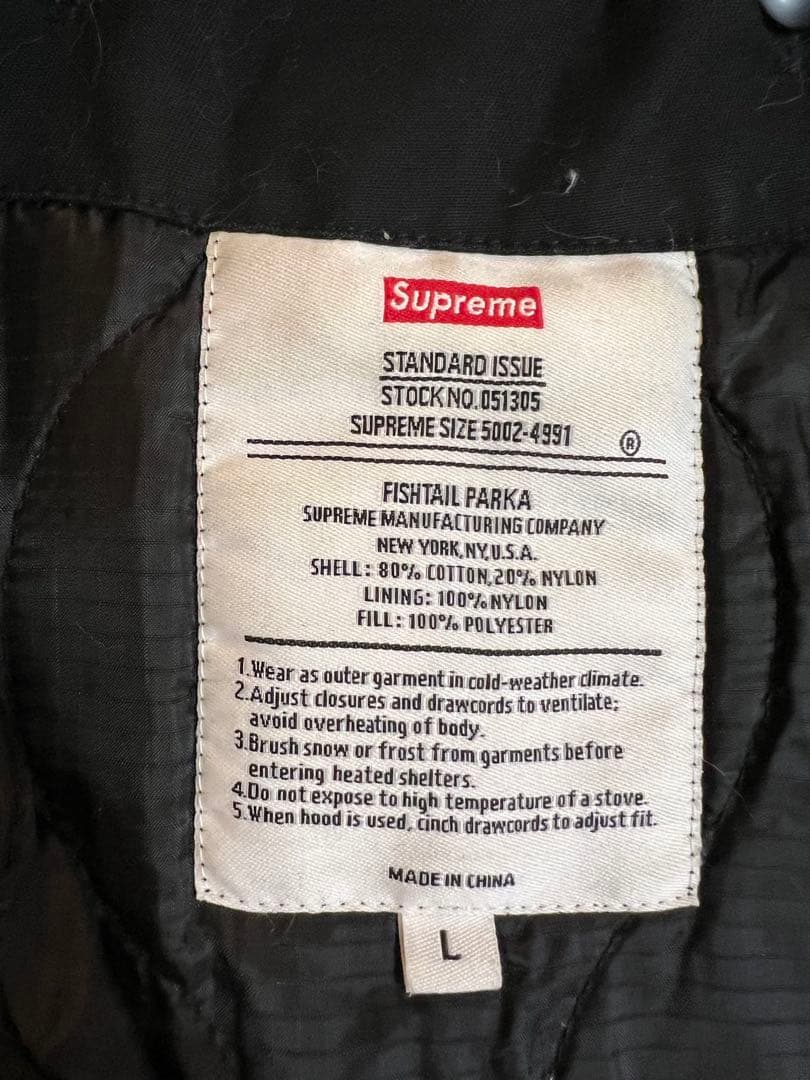 Supreme
STANDARD ISSUE
STOCK NO.051305
SUPREME SIZE 5002-4991 ®
FISHTAIL PARKA
SUPREME MANUFACTURING COMPANY
NEW YORK,NY,U.S.A.
SHELL: 80% COTTON,20% NYLON
LINING: 100% NYLON
FILL: 100% POLYESTER
1.Wear as outer garment in cold-weather climate.
2.Adjust closures and drawcords to ventilate;
avoid overheating of body.
3.Brush snow or frost from garments before
entering heated shelters.
4.Do not expose to high temperature of a stove.
5.When hood is used, cinch drawcords to adjust fit.
MADE IN CHINA
L